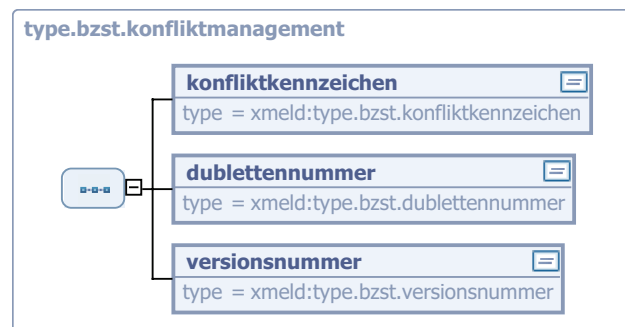 type.bzst.konfliktmanagement
konfliktkennzeichen
type = xmeld:type.bzst.konfliktkennzeichen
dublettennummer
type = xmeld:type.bzst.dublettennummer
versionsnummer
type = xmeld:type.bzst.versionsnummer